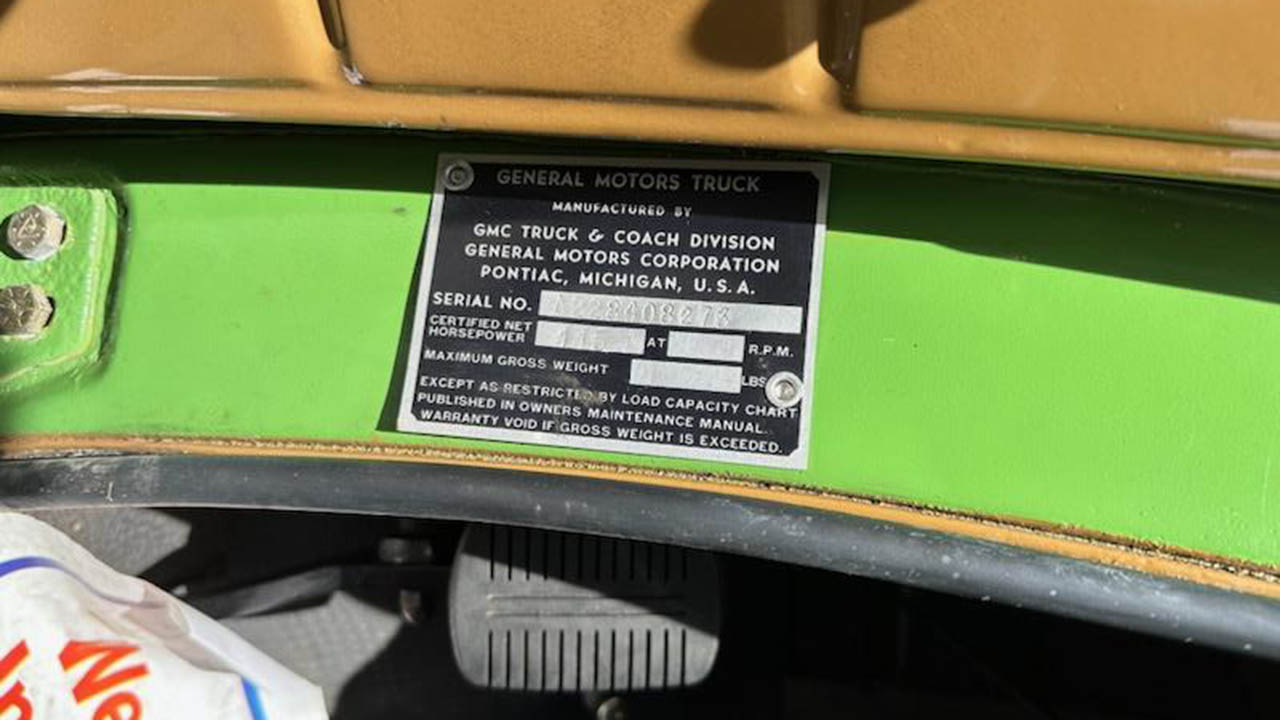 GENERAL MOTORS TRUCK
MANUFACTURED BY
GMC TRUCK & COACH DIVISION
GENERAL MOTORS CORPORATION
PONTIAC, MICHIGAN, U.S.A.
SERIAL NO.
CERTIFIED NET HORSEPOWER AT R.P.M.
MAXIMUM GROSS WEIGHT LBS
EXCEPT AS RESTRICTED BY LOAD CAPACITY CHART
PUBLISHED IN OWNERS MAINTENANCE MANUAL.
WARRANTY VOID IF GROSS WEIGHT IS EXCEEDED.